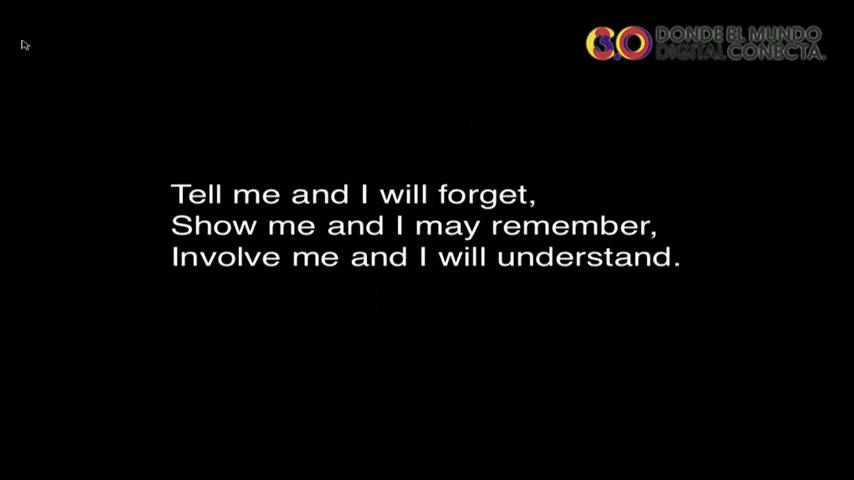 3.0 DONDE EL MUNDO
DIGITAL CONECTA.
Tell me and I will forget,
Show me and I may remember,
Involve me and I will understand.